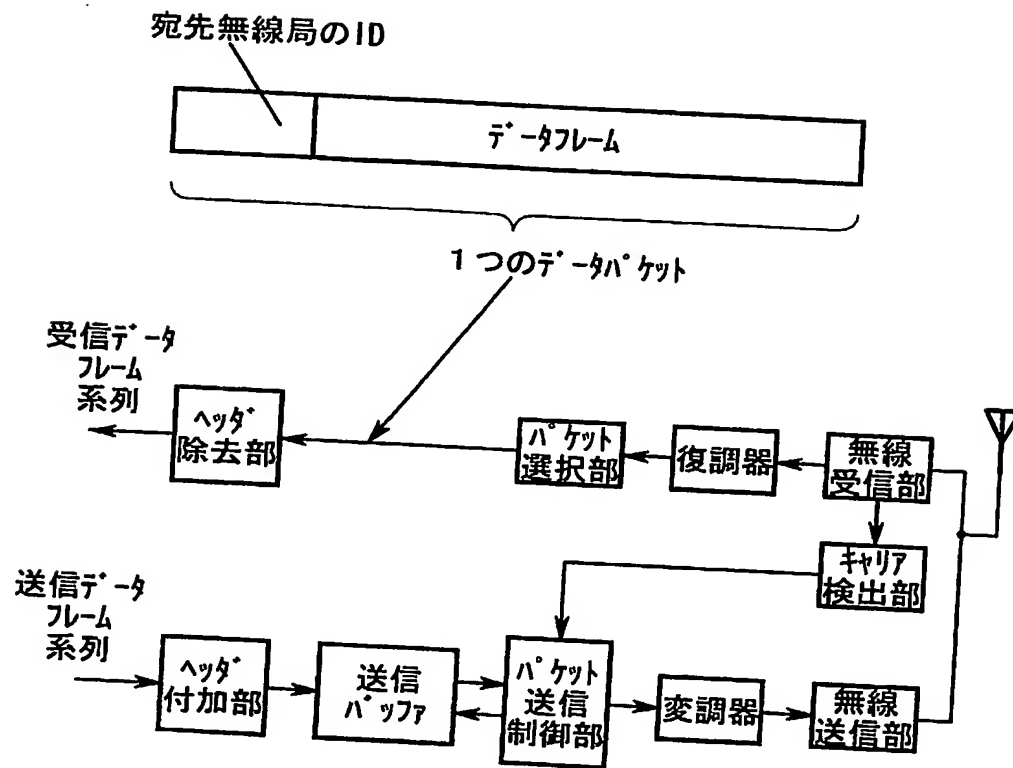 宛先無線局のID
データフレーム
1つのデータパケット
受信データ
フレーム
系列
ヘッダ
除去部
パケット
選択部
復調器
無線
受信部
キャリア
検出部
送信データ
フレーム
系列
ヘッダ
付加部
送信
バッファ
パケット
送信
制御部
変調器
無線
送信部